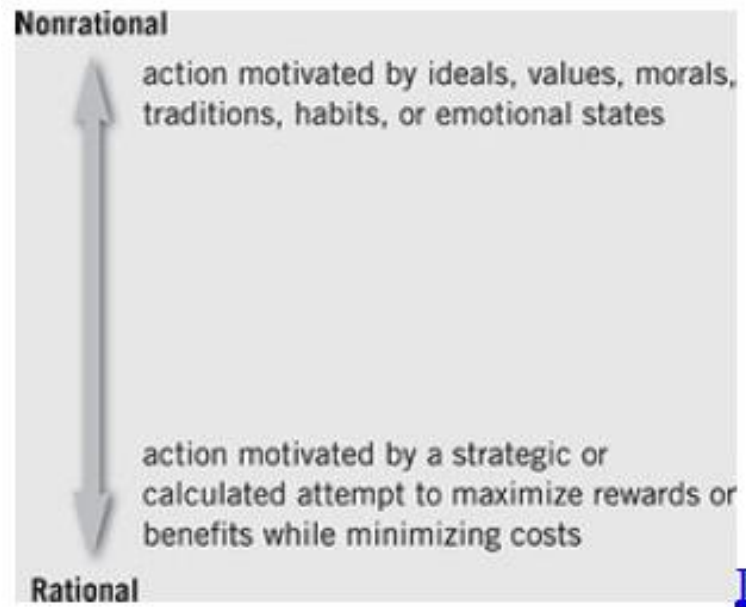 Nonrational
action motivated by ideals, values, morals,
traditions, habits, or emotional states
action motivated by a strategic or
calculated attempt to maximize rewards or
benefits while minimizing costs
Rational